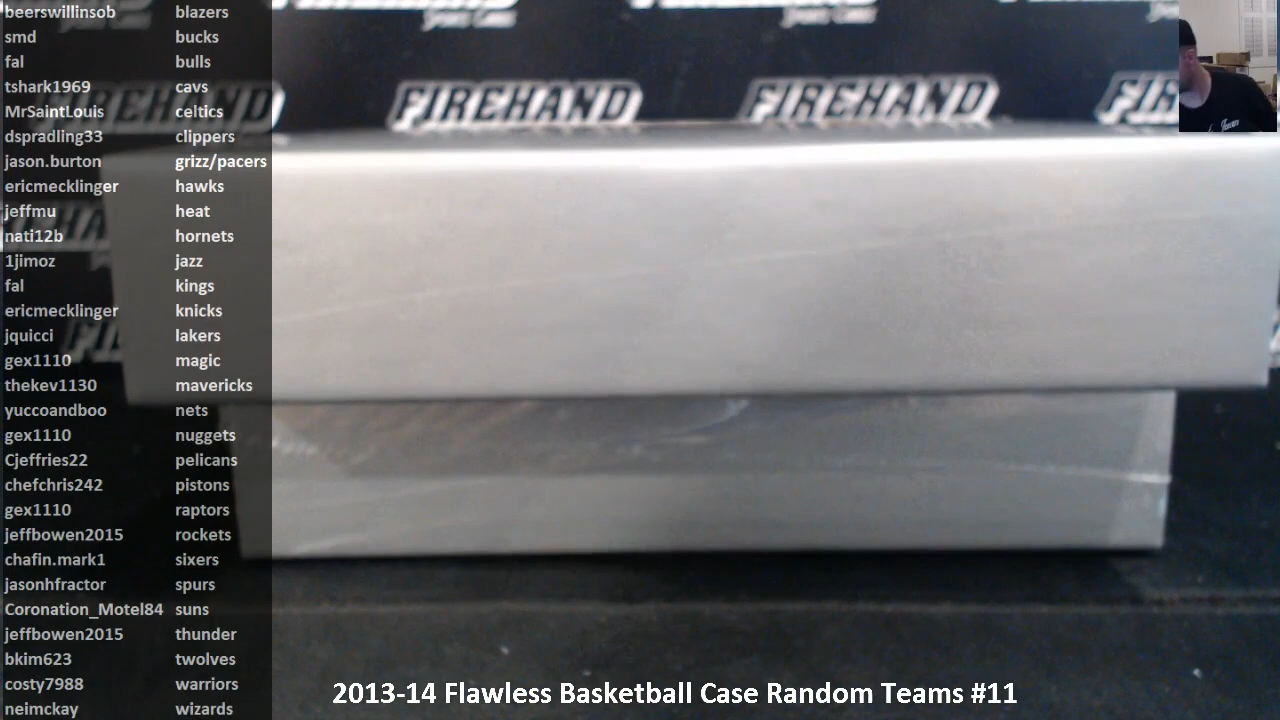 beerswillinsob blazers
smd bucks
fal bulls
tshark1969 cavs
MrSaintLouis celtics
dspradling33 clippers
jason.burton grizz/pacers
ericmecklinger hawks
jeffmu heat
nati12b hornets
1jimoz jazz
fal kings
ericmecklinger knicks
jquicci lakers
gex1110 magic
thekev1130 mavericks
yuccoandboo nets
gex1110 nuggets
Cjeffries22 pelicans
chefchris242 pistons
gex1110 raptors
jeffbowen2015 rockets
chafin.mark1 sixers
jasonhfractor spurs
Coronation_Motel84 suns
jeffbowen2015 thunder
bkim623 twolves
costy7988 warriors
neimckay wizards
FIREHAND FIREHAND
2013-14 Flawless Basketball Case Random Teams #11